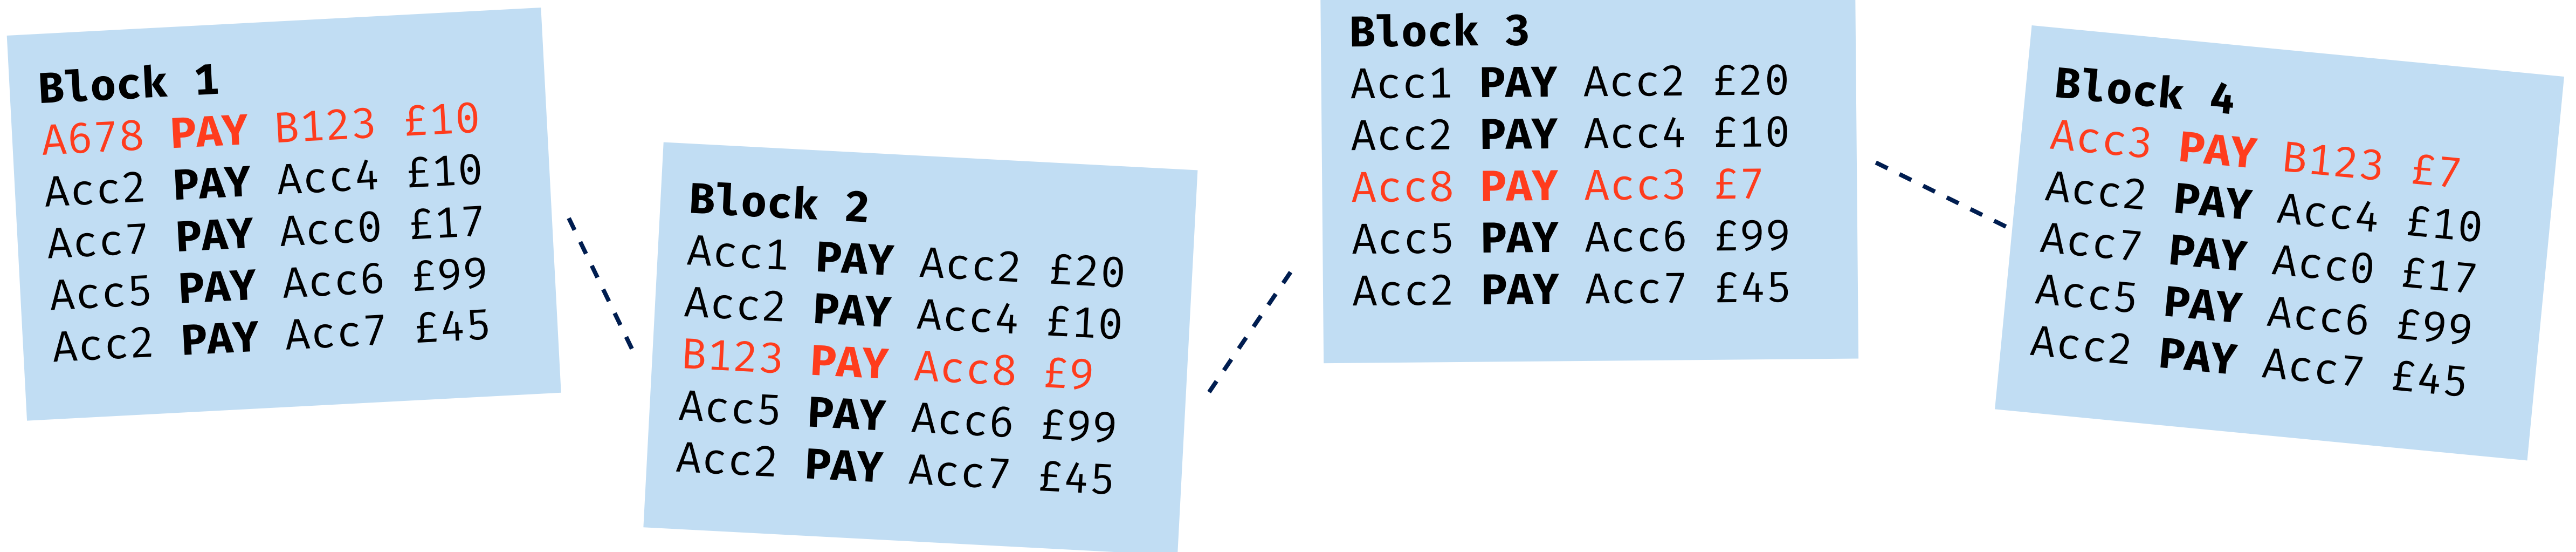 Block 1
A678 PAY B123 £10
Acc2 PAY Acc4 £10
Acc7 PAY Acc0 £17
Acc5 PAY Acc6 £99
Acc2 PAY Acc7 £45
Block 2
Acc1 PAY Acc2 £20
Acc2 PAY Acc4 £10
B123 PAY Acc8 £9
Acc5 PAY Acc6 £99
Acc2 PAY Acc7 £45
Block 3
Acc1 PAY Acc2 £20
Acc2 PAY Acc4 £10
Acc8 PAY Acc3 £7
Acc5 PAY Acc6 £99
Acc2 PAY Acc7 £45
Block 4
Acc3 PAY B123 £7
Acc2 PAY Acc4 £10
Acc7 PAY Acc0 £17
Acc5 PAY Acc6 £99
Acc2 PAY Acc7 £45